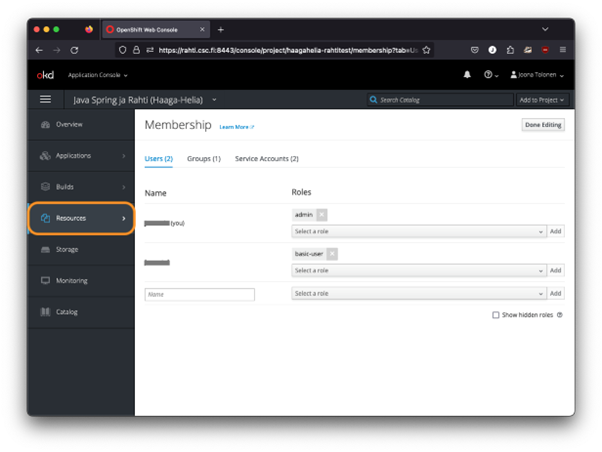 OpenShift Web Console
https://rahti.csc.fi:8443/console/project/haagahelia-rahtitest/membership?tab=Us
okd
Application Console
Joona Tolonen
Java Spring ja Rahti (Haaga-Helia)
Search Catalog
Add to Project
Overview
Applications
Builds
Resources
Storage
Monitoring
Catalog
Membership
Learn More
Done Editing
Users (2)
Groups (1)
Service Accounts (2)
Name
Roles
(you)
admin
Select a role
Add
basic-user
Select a role
Add
Name
Select a role
Add
Show hidden roles